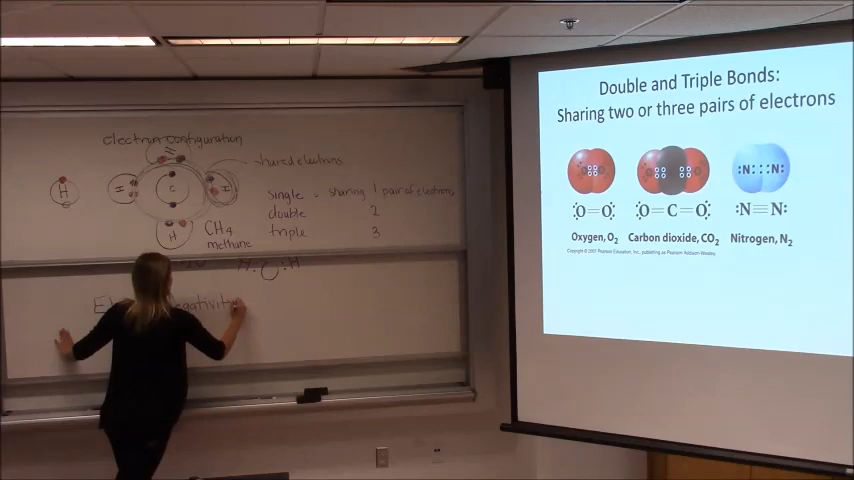 electron configuration
shared electrons
H
H
C
H
H
single - sharing 1 pair of electrons
double 2
triple 3
CH4
methane
H : O : H
Double and Triple Bonds:
Sharing two or three pairs of electrons
:N::::N:
:O=O: :O=C=O: :N≡N:
Oxygen, O2 Carbon dioxide, CO2 Nitrogen, N2